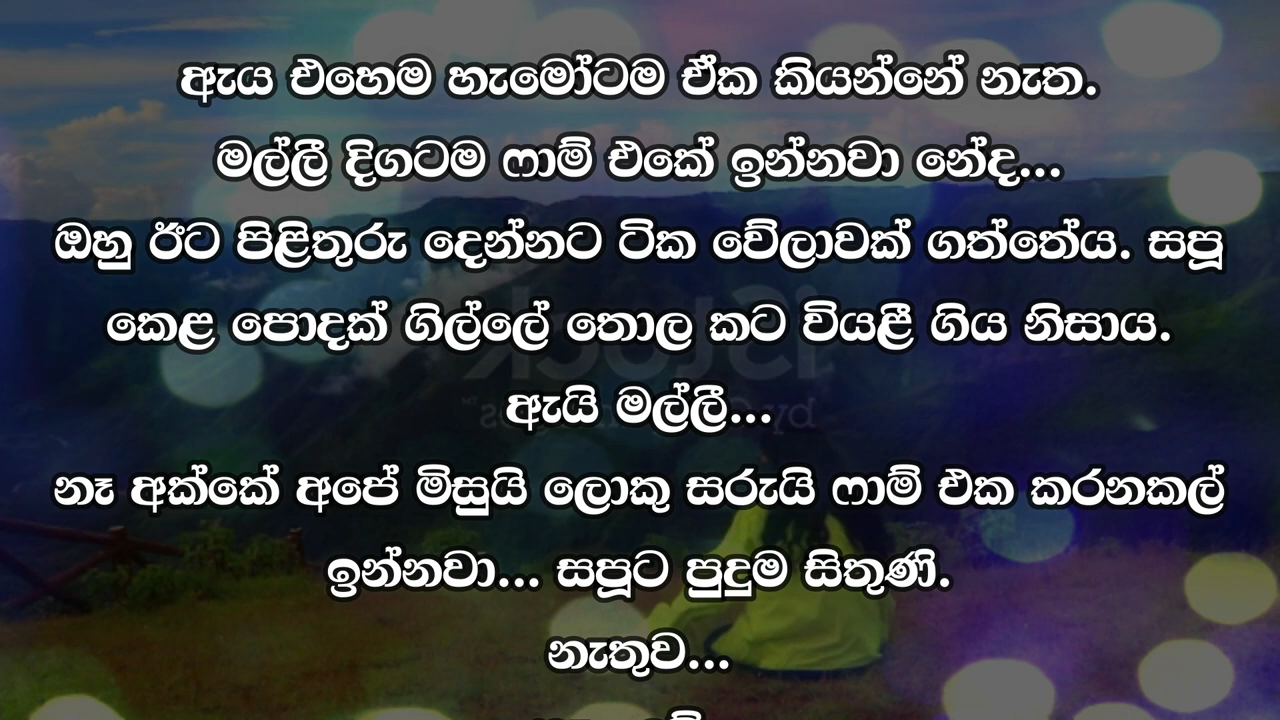 ඇය එහෙම හැමෝටම ඒක කියන්නේ නැත.
මල්ලී දිගටම ෆාම් එකේ ඉන්නවා නේද...
ඔහු ඊට පිළිතුරු දෙන්නට ටික වේලාවක් ගත්තේය. සපූ
කෙළ පොදක් ගිල්ලේ තොල කට වියළී ගිය නිසාය.
ඇයි මල්ලී...
නෑ අක්කේ අපේ මිසුයි ලොකු සරුයි ෆාම් එක කරනකල්
ඉන්නවා... සපූට පුදුම සිතුණි.
නැතුව...